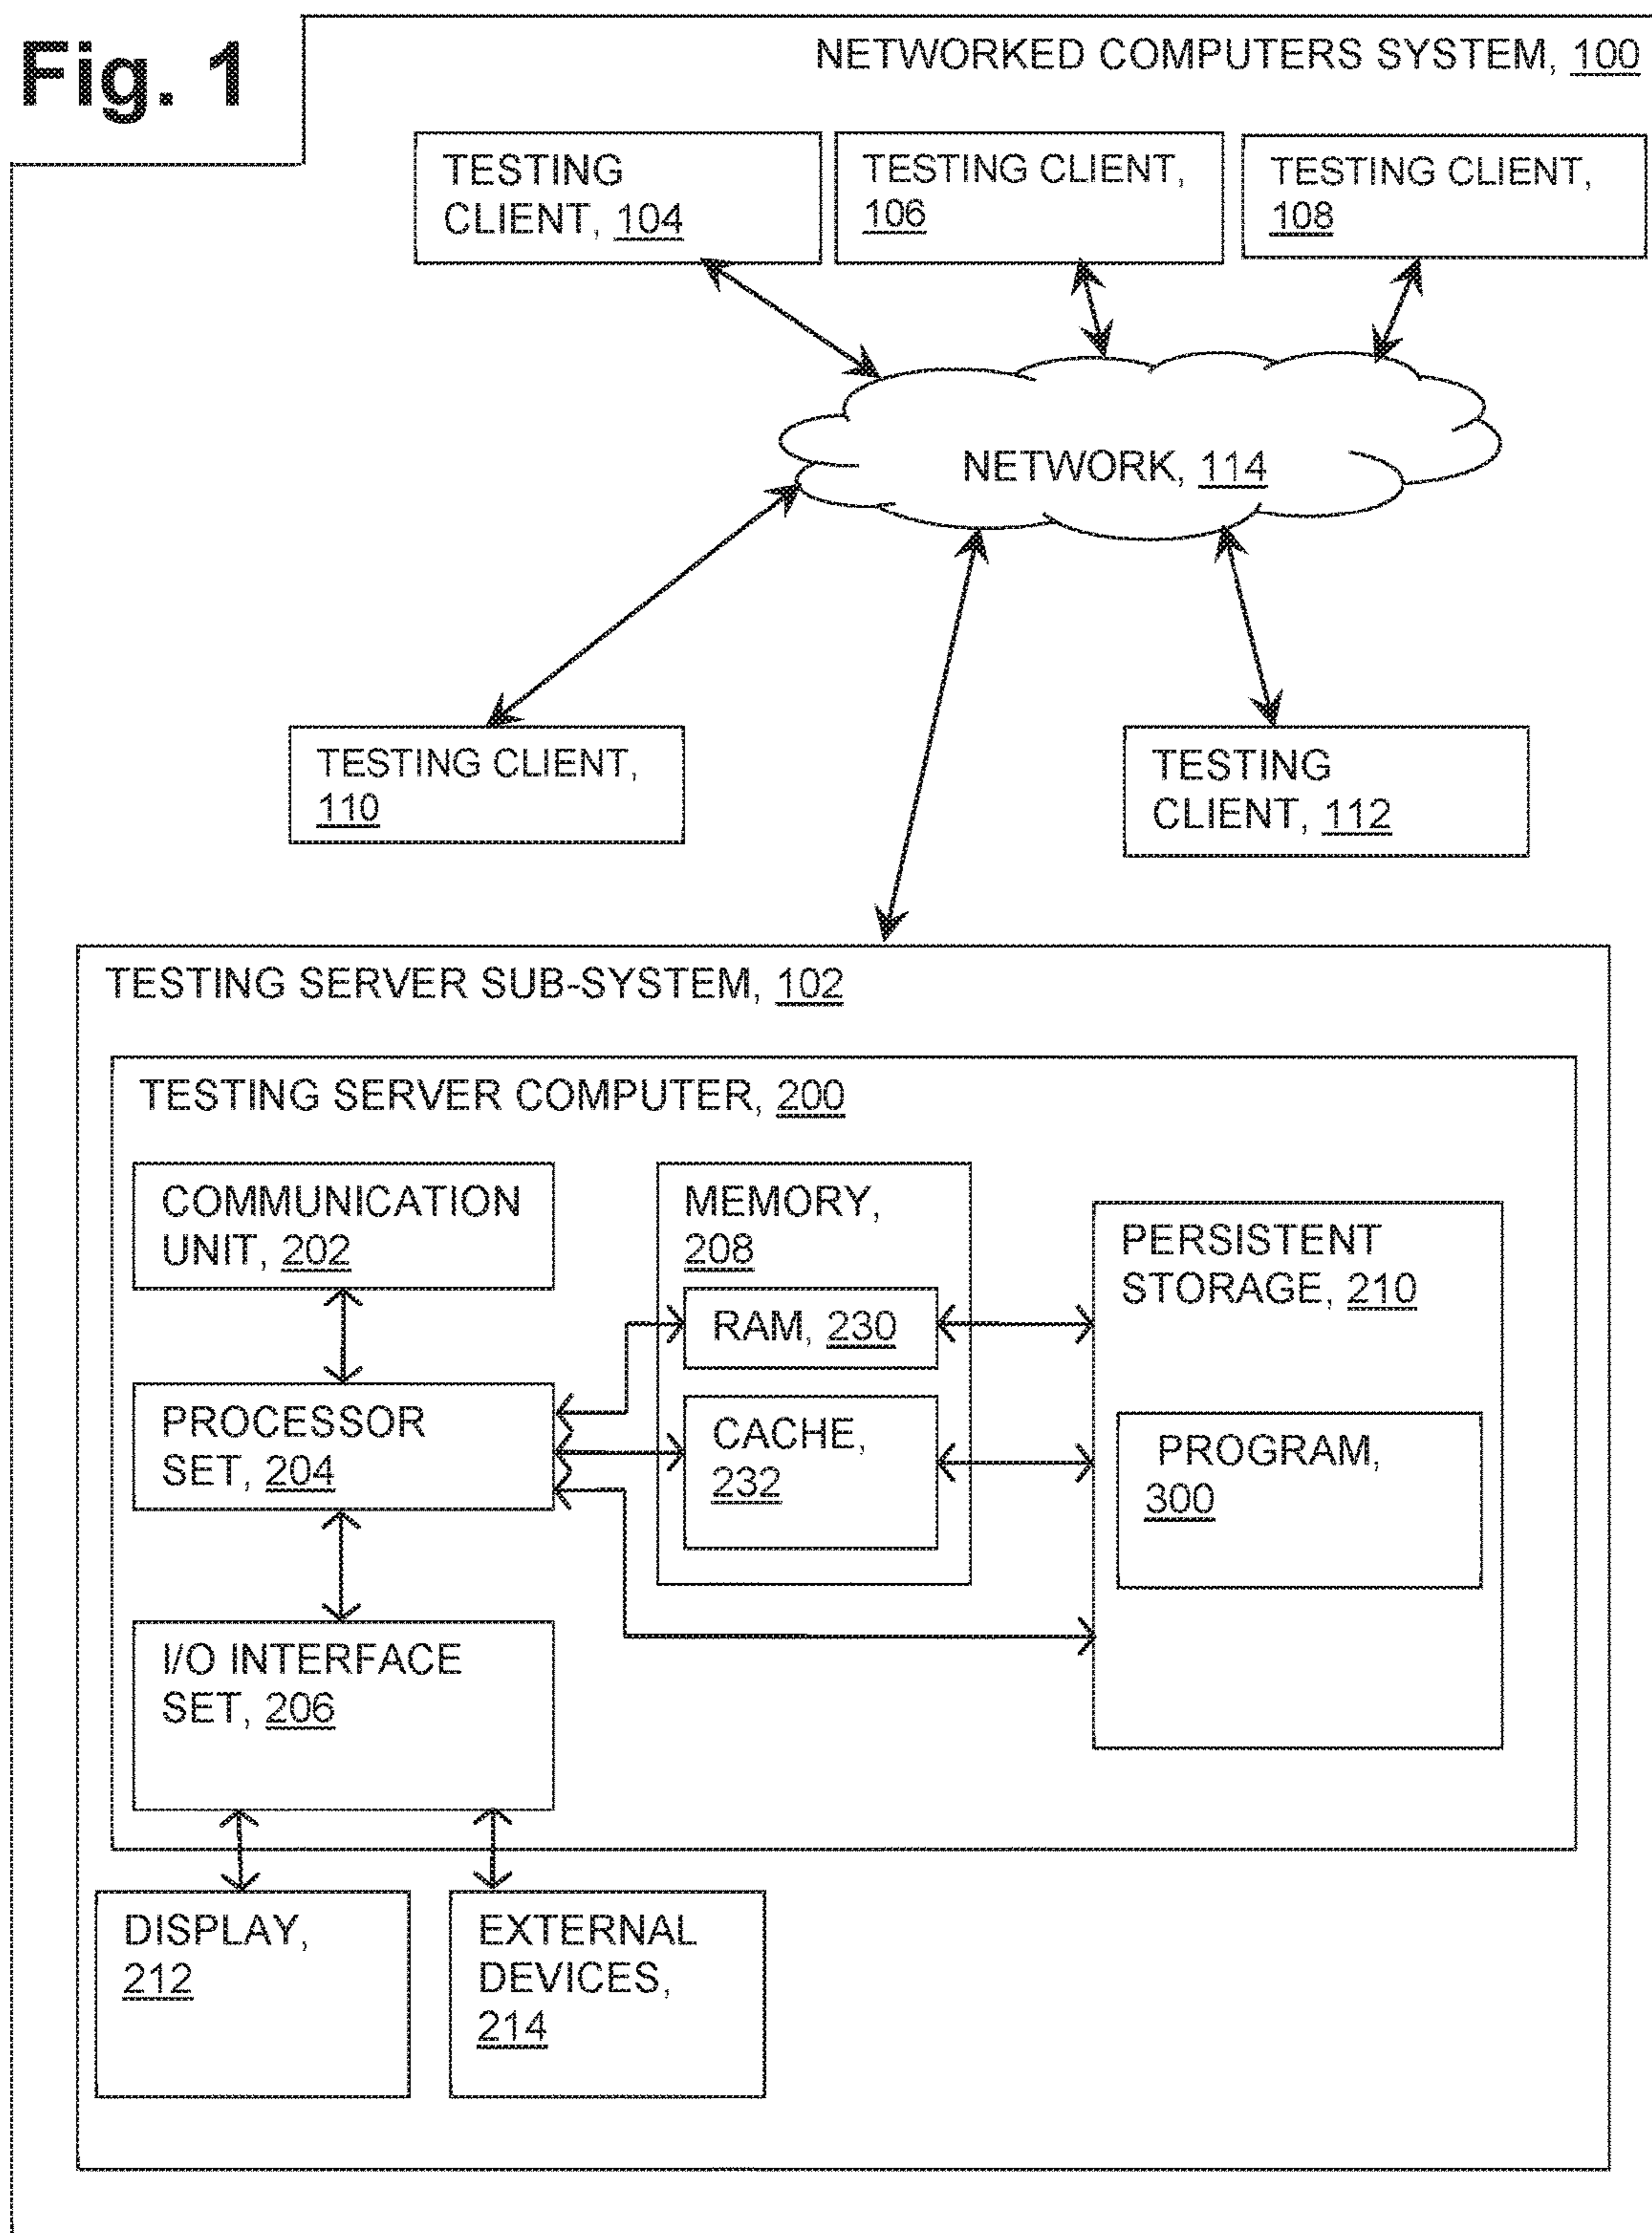 Fig. 1
NETWORKED COMPUTERS SYSTEM, 100
TESTING
CLIENT, 104
TESTING CLIENT,
106
TESTING CLIENT,
108
NETWORK, 114
TESTING CLIENT,
110
TESTING
CLIENT, 112
TESTING SERVER SUB-SYSTEM, 102
TESTING SERVER COMPUTER, 200
COMMUNICATION
UNIT, 202
MEMORY,
208
PERSISTENT
STORAGE, 210
RAM, 230
PROCESSOR
SET, 204
CACHE,
232
PROGRAM,
300
I/O INTERFACE
SET, 206
DISPLAY,
212
EXTERNAL
DEVICES,
214